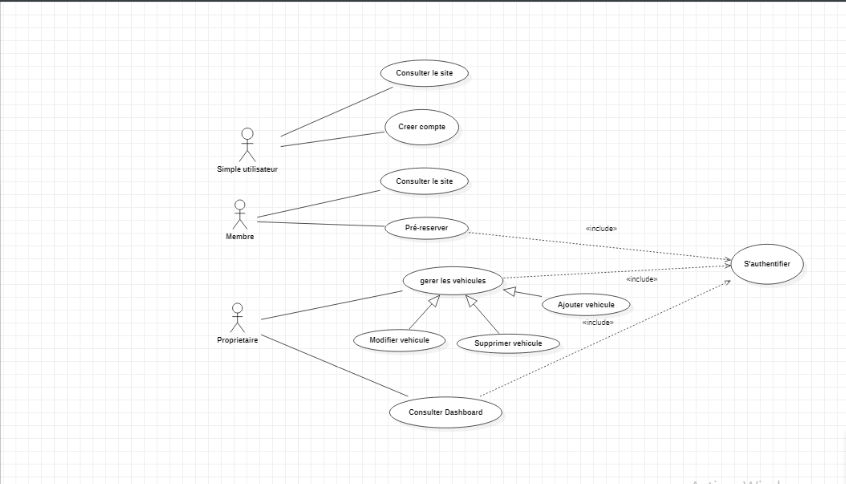 Consulter le site
Creer compte
Simple utilisateur
Consulter le site
Membre
Pré-reserver
«include»
S'authentifier
gerer les vehicules
«include»
Ajouter vehicule
«include»
Proprietaire
Modifier vehicule
Supprimer vehicule
Consulter Dashboard